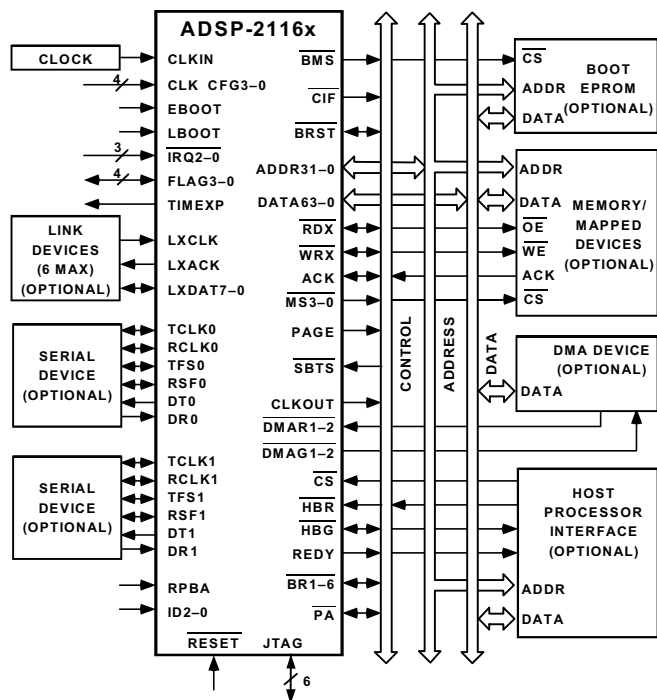 ADSP-2116x
CLOCK
CLKIN
4
CLK CFG3–0
EBOOT
LBOOT
3
IRQ2–0
4
FLAG3–0
TIMEXP
LINK
DEVICES
(6 MAX)
(OPTIONAL)
LXCLK
LXACK
LXDAT7–0
SERIAL
DEVICE
(OPTIONAL)
TCLK0
RCLK0
TFS0
RSF0
DT0
DR0
SERIAL
DEVICE
(OPTIONAL)
TCLK1
RCLK1
TFS1
RSF1
DT1
DR1
RPBA
ID2–0
RESET
JTAG
6
BMS
CIF
BRST
ADDR31–0
DATA63–0
RDX
WRX
ACK
MS3–0
PAGE
SBTS
CLKOUT
DMAR1–2
DMAG1–2
CS
HBR
HBG
REDY
BR1–6
PA
CONTROL
ADDRESS
DATA
CS
BOOT
EPROM
(OPTIONAL)
ADDR
DATA
ADDR
DATA
OE
WE
ACK
CS
MEMORY/
MAPPED
DEVICES
(OPTIONAL)
DMA DEVICE
(OPTIONAL)
DATA
HOST
PROCESSOR
INTERFACE
(OPTIONAL)
ADDR
DATA